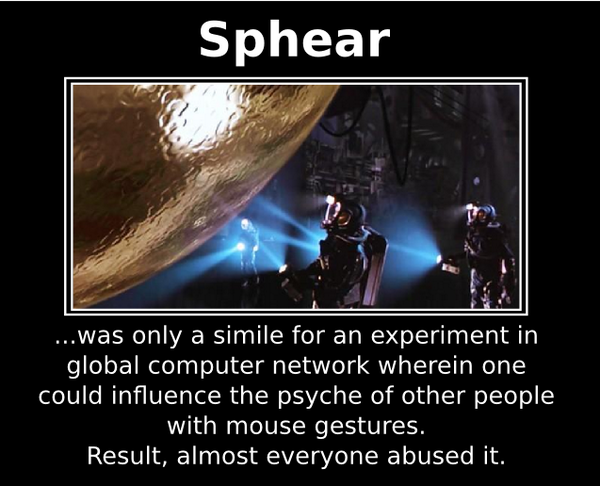 Sphear
...was only a simile for an experiment in
global computer network wherein one
could influence the psyche of other people
with mouse gestures.
Result, almost everyone abused it.